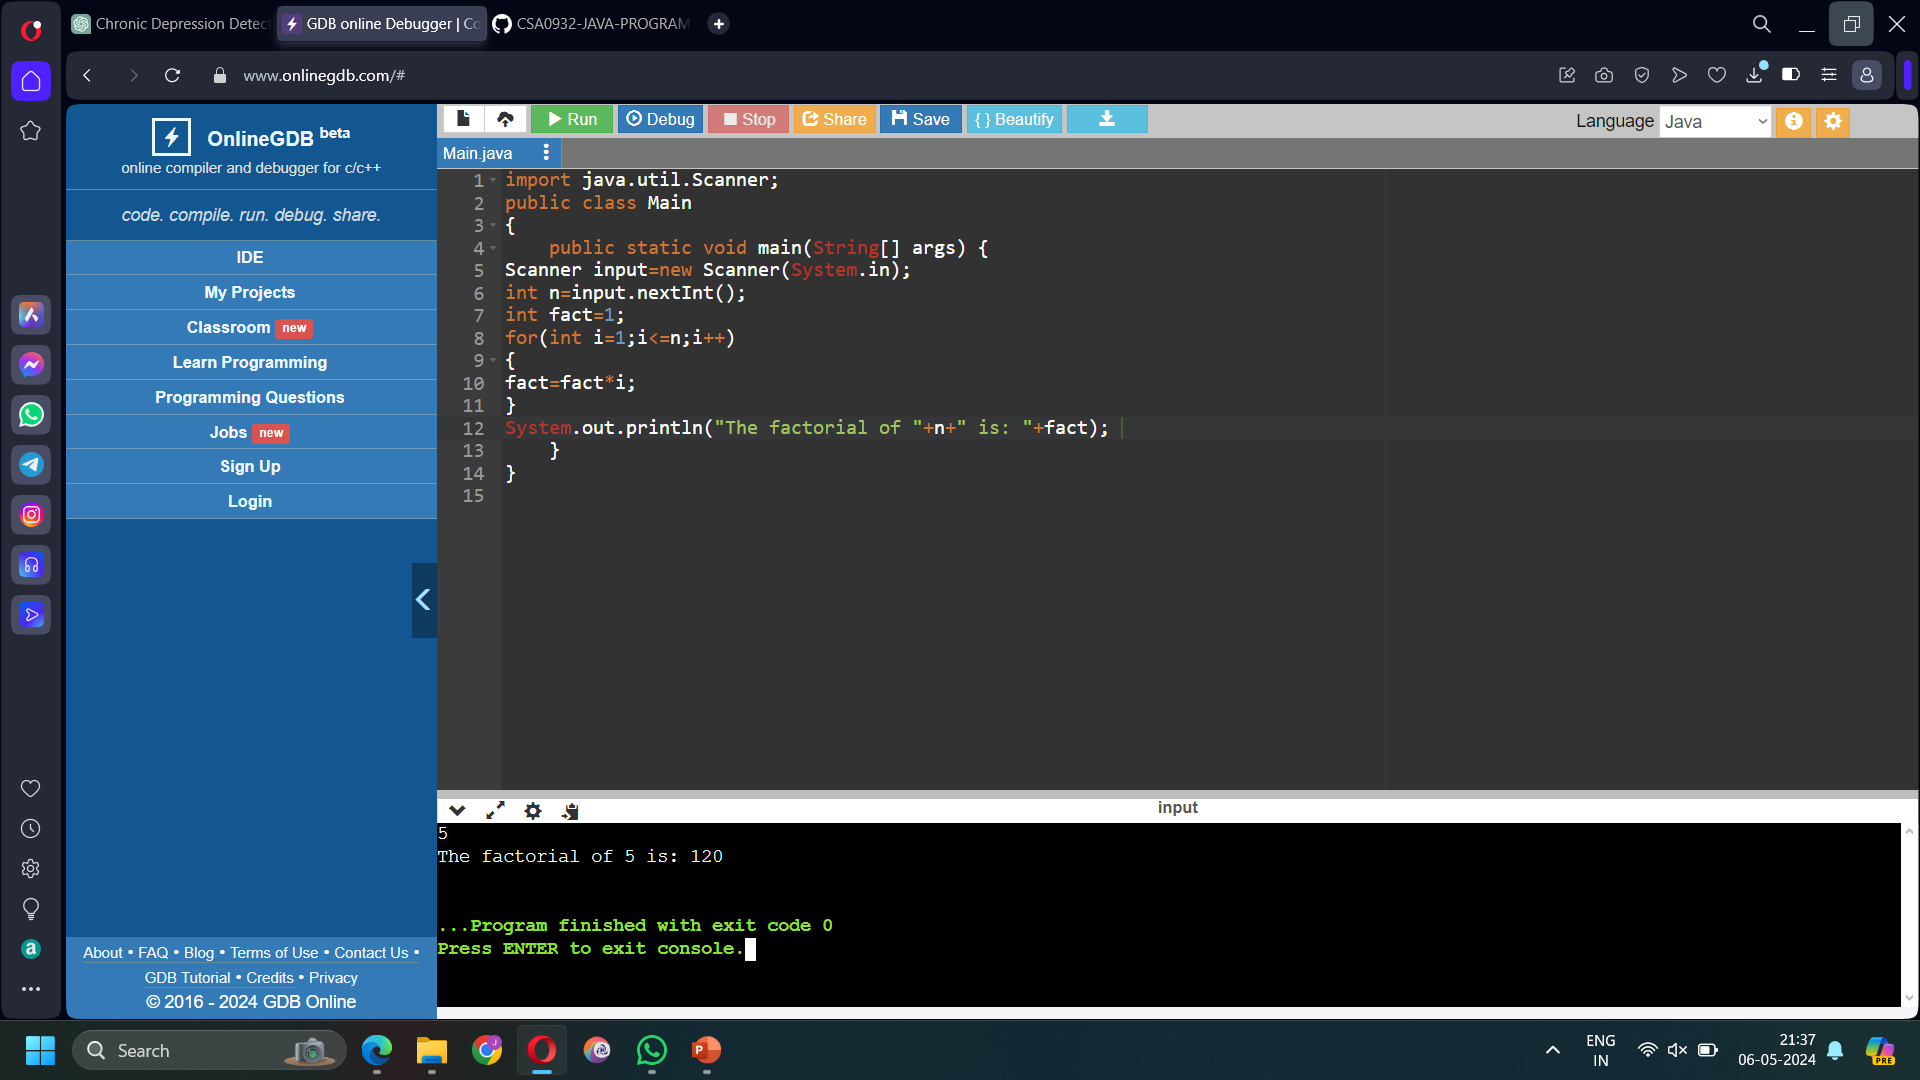 Chronic Depression Detect
GDB online Debugger | Co
CSA0932-JAVA-PROGRAM
www.onlinegdb.com/#
OnlineGDB beta
online compiler and debugger for c/c++
code. compile. run. debug. share.
IDE
My Projects
Classroom new
Learn Programming
Programming Questions
Jobs new
Sign Up
Login
About • FAQ • Blog • Terms of Use • Contact Us •
GDB Tutorial • Credits • Privacy
© 2016 - 2024 GDB Online
Run Debug Stop Share Save { } Beautify
Language Java
Main.java
1 import java.util.Scanner;
2 public class Main
3 {
4     public static void main(String[] args) {
5 Scanner input=new Scanner(System.in);
6 int n=input.nextInt();
7 int fact=1;
8 for(int i=1;i<=n;i++)
9 {
10 fact=fact*i;
11 }
12 System.out.println("The factorial of "+n+" is: "+fact);
13     }
14 }
15
input
5
The factorial of 5 is: 120
...Program finished with exit code 0
Press ENTER to exit console.
Search
ENG
IN
21:37
06-05-2024
PRE